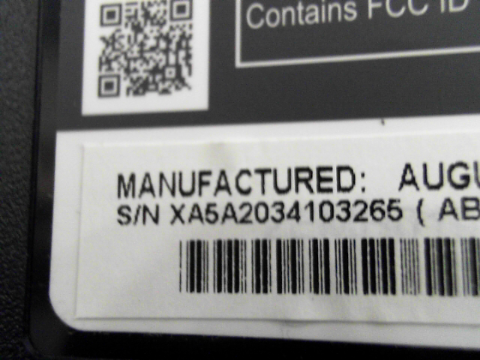 Contains FCC ID
MANUFACTURED: AUGU
S/N XA5A2034103265 ( AB